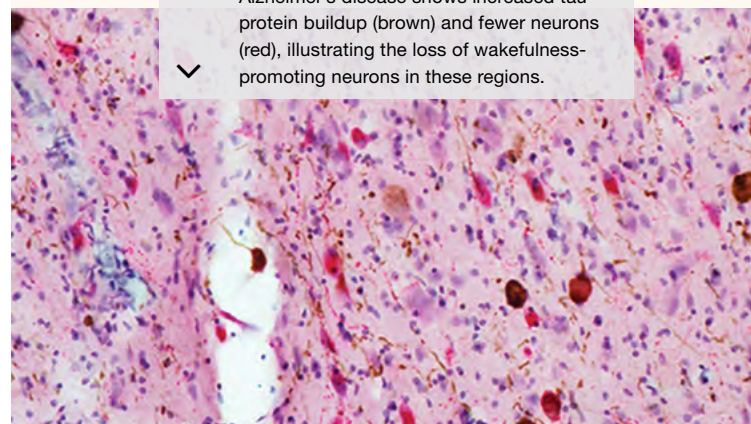 Alzheimer's disease shows increased tau
protein buildup (brown) and fewer neurons
(red), illustrating the loss of wakefulness-
promoting neurons in these regions.